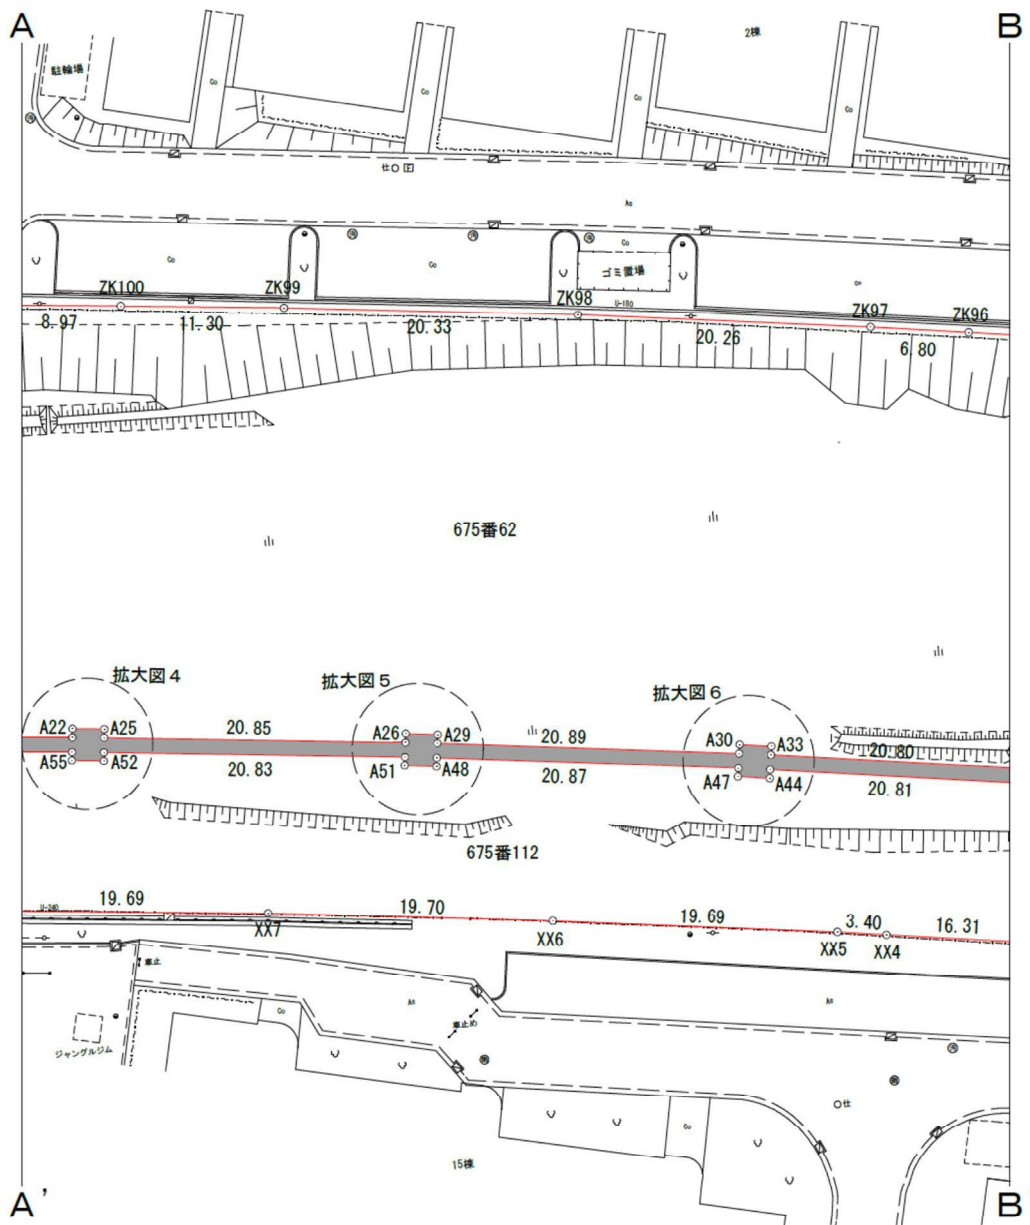 A
B
2棟
駐輪場
Co
Co
Co
Co
仕
As
Co
Co
Co
Co
ゴミ置場
U-180
ZK100
ZK99
ZK98
ZK97
ZK96
8.97
11.30
20.33
20.26
6.80
675番62
拡大図4
拡大図5
拡大図6
A22
A25
20.85
A26
A29
20.89
A30
A33
20.80
A55
A52
20.83
A51
A48
20.87
A47
A44
20.81
675番112
U-240
19.69
19.70
19.69
3.40
16.31
XX7
XX6
XX5
XX4
車止
As
車止め
As
Co
ジャングルジム
仕
Co
15棟
A'
B